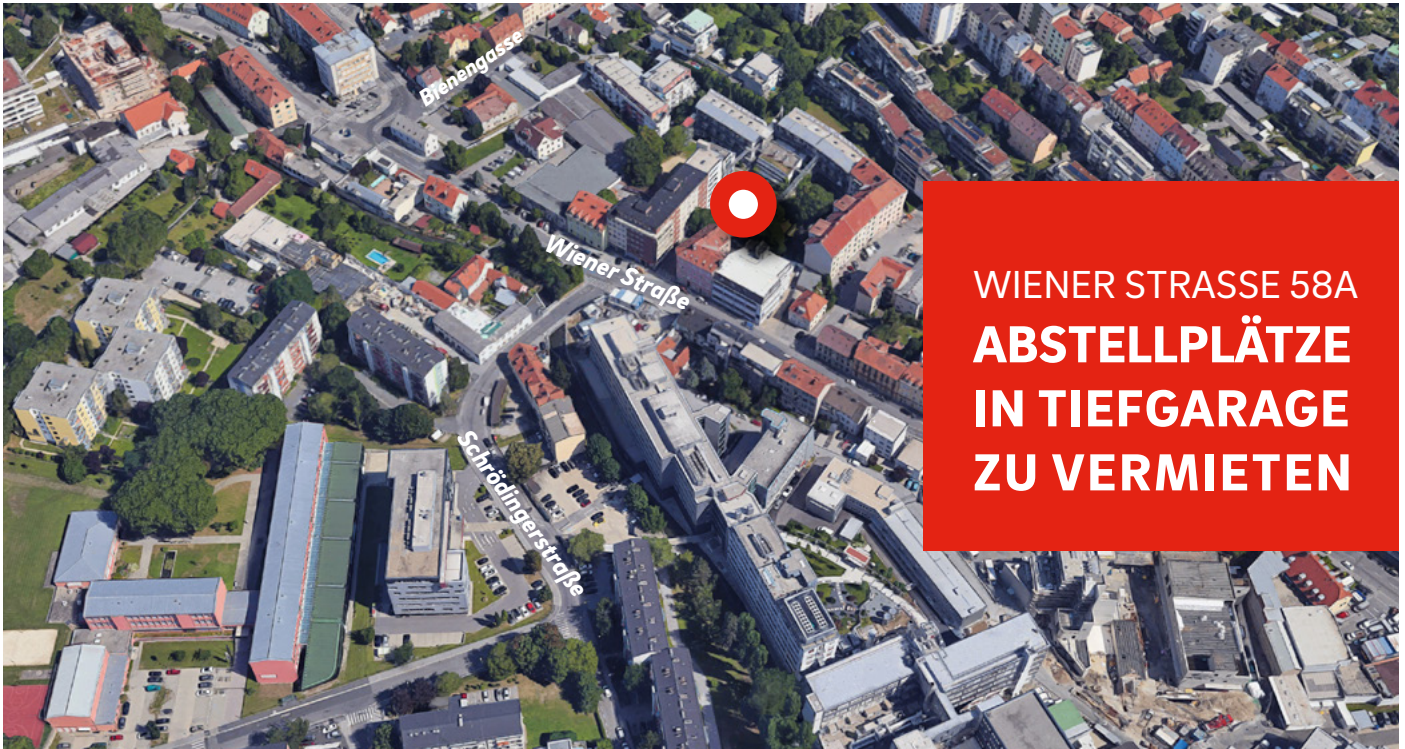 Bienengasse
Wiener Straße
Schrödingerstraße
WIENER STRASSE 58A
ABSTELLPLÄTZE
IN TIEFGARAGE
ZU VERMIETEN